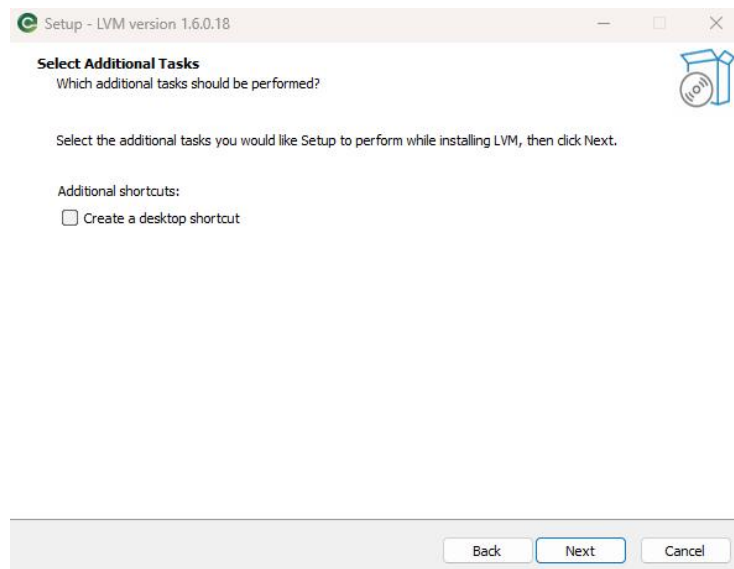 Setup - LVM version 1.6.0.18
Select Additional Tasks
Which additional tasks should be performed?
Select the additional tasks you would like Setup to perform while installing LVM, then click Next.
Additional shortcuts:
Create a desktop shortcut
Back Next Cancel